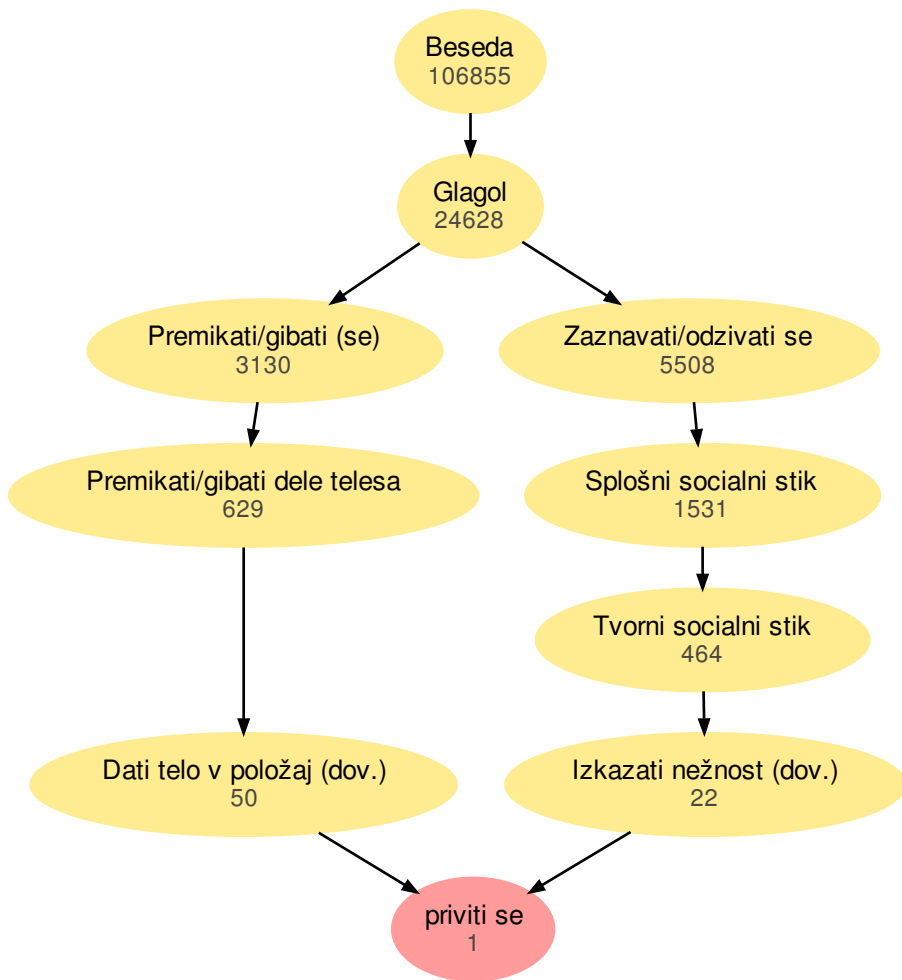 Beseda
106855
Glagol
24628
Premikati/gibati (se)
3130
Zaznavati/odzivati se
5508
Premikati/gibati dele telesa
629
Splošni socialni stik
1531
Tvorni socialni stik
464
Dati telo v položaj (dov.)
50
Izkazati nežnost (dov.)
22
priviti se
1